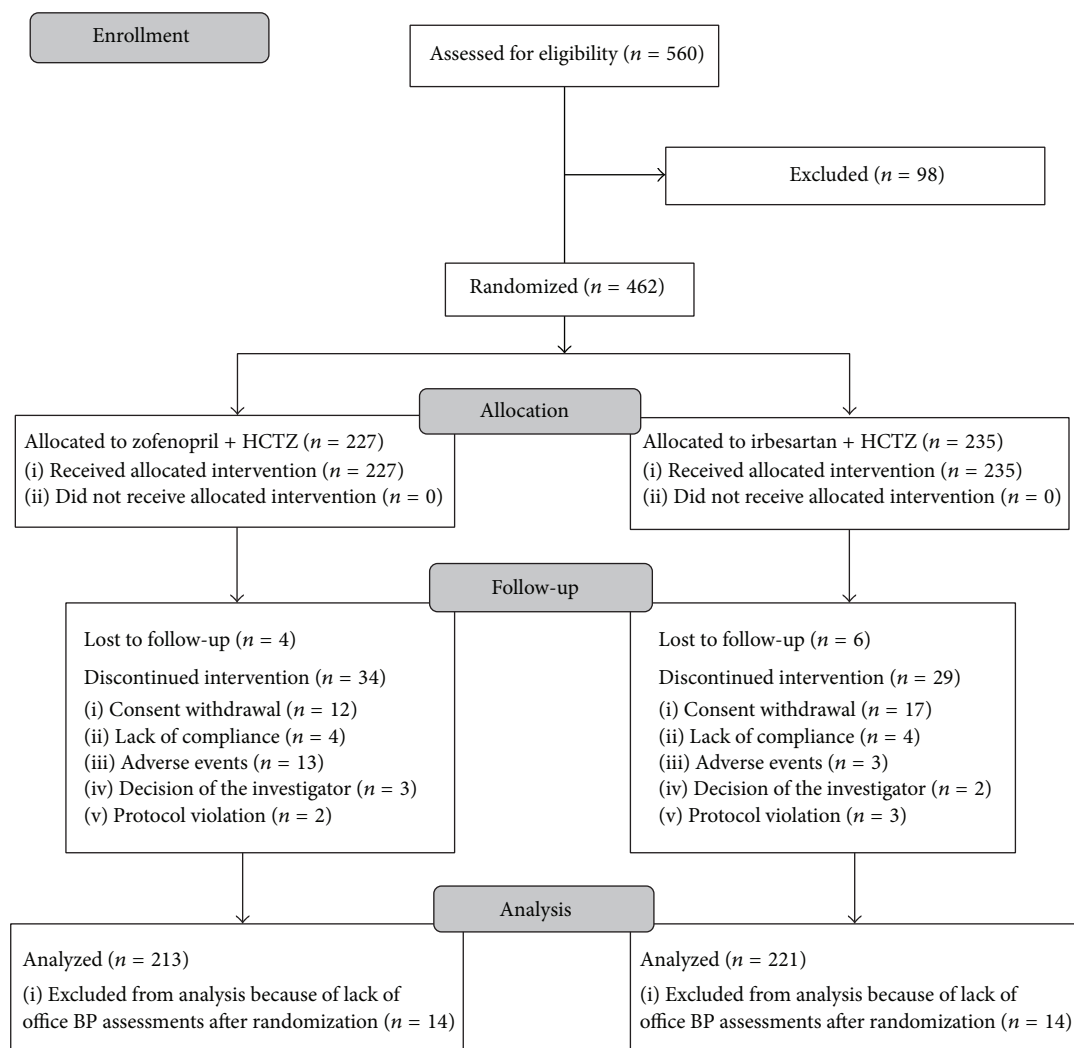 Enrollment
Assessed for eligibility (n = 560)
Excluded (n = 98)
Randomized (n = 462)
Allocation
Allocated to zofenopril + HCTZ (n = 227)
(i) Received allocated intervention (n = 227)
(ii) Did not receive allocated intervention (n = 0)
Allocated to irbesartan + HCTZ (n = 235)
(i) Received allocated intervention (n = 235)
(ii) Did not receive allocated intervention (n = 0)
Follow-up
Lost to follow-up (n = 4)
Discontinued intervention (n = 34)
(i) Consent withdrawal (n = 12)
(ii) Lack of compliance (n = 4)
(iii) Adverse events (n = 13)
(iv) Decision of the investigator (n = 3)
(v) Protocol violation (n = 2)
Lost to follow-up (n = 6)
Discontinued intervention (n = 29)
(i) Consent withdrawal (n = 17)
(ii) Lack of compliance (n = 4)
(iii) Adverse events (n = 3)
(iv) Decision of the investigator (n = 2)
(v) Protocol violation (n = 3)
Analysis
Analyzed (n = 213)
(i) Excluded from analysis because of lack of
office BP assessments after randomization (n = 14)
Analyzed (n = 221)
(i) Excluded from analysis because of lack of
office BP assessments after randomization (n = 14)